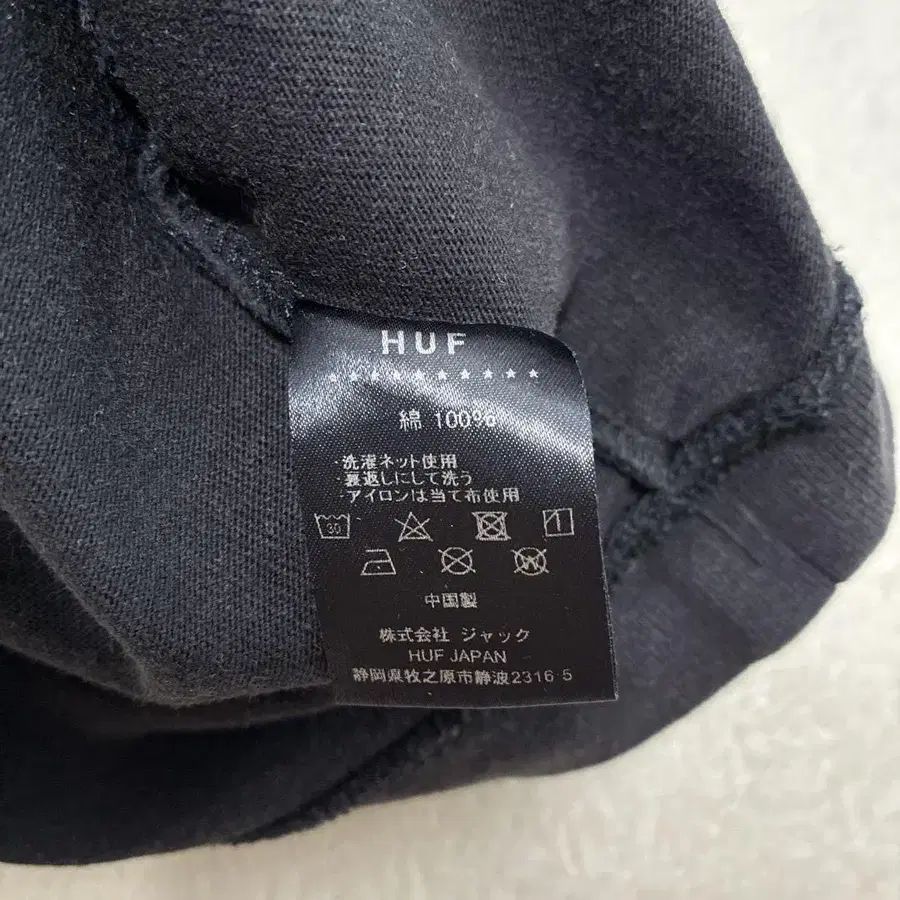 HUF
★★★★★★★★★★
綿 100%
·洗濯ネット使用
·裏返しにして洗う
·アイロンは当て布使用
30
W
中国製
株式会社 ジャック
HUF JAPAN
静岡県牧之原市静波2316-5